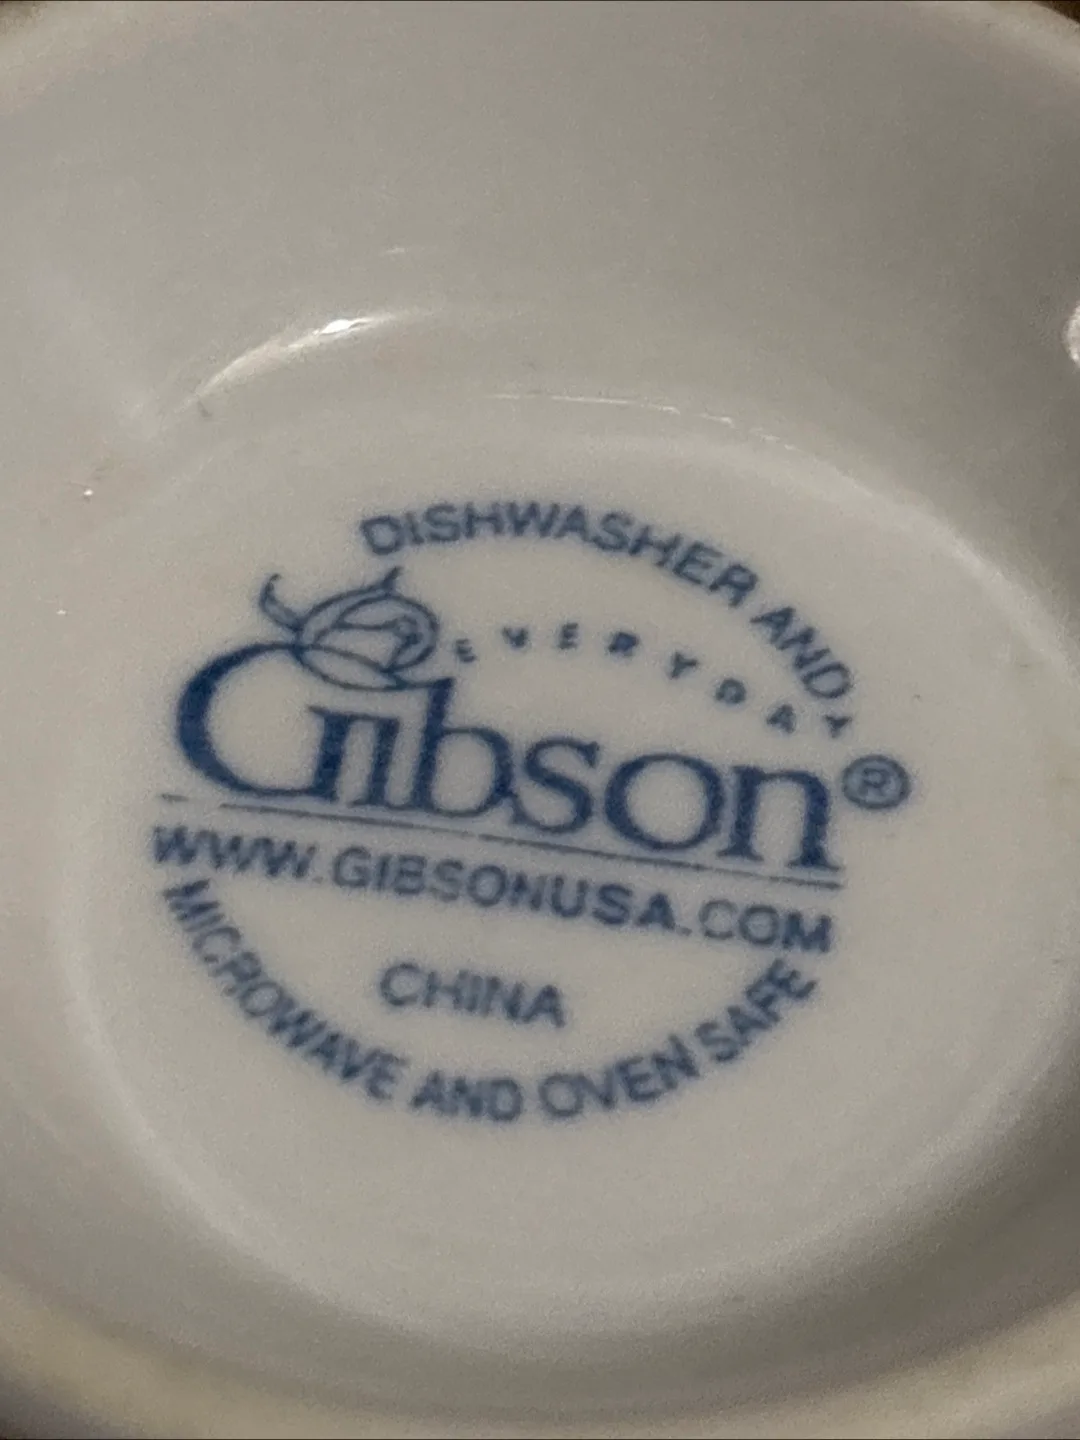 DISHWASHER AND
EVERYDAY
Gibson®
WWW.GIBSONUSA.COM
CHINA
MICROWAVE AND OVEN SAFE